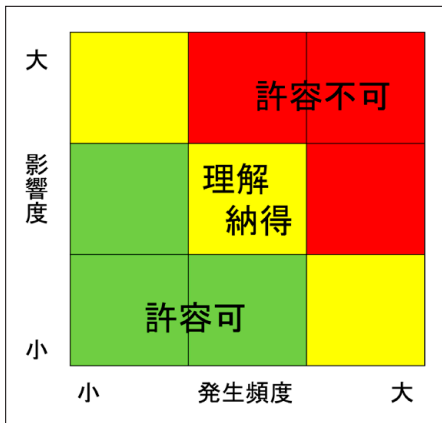 大
許容不可
影響度
理解
納得
許容可
小
小
発生頻度
大